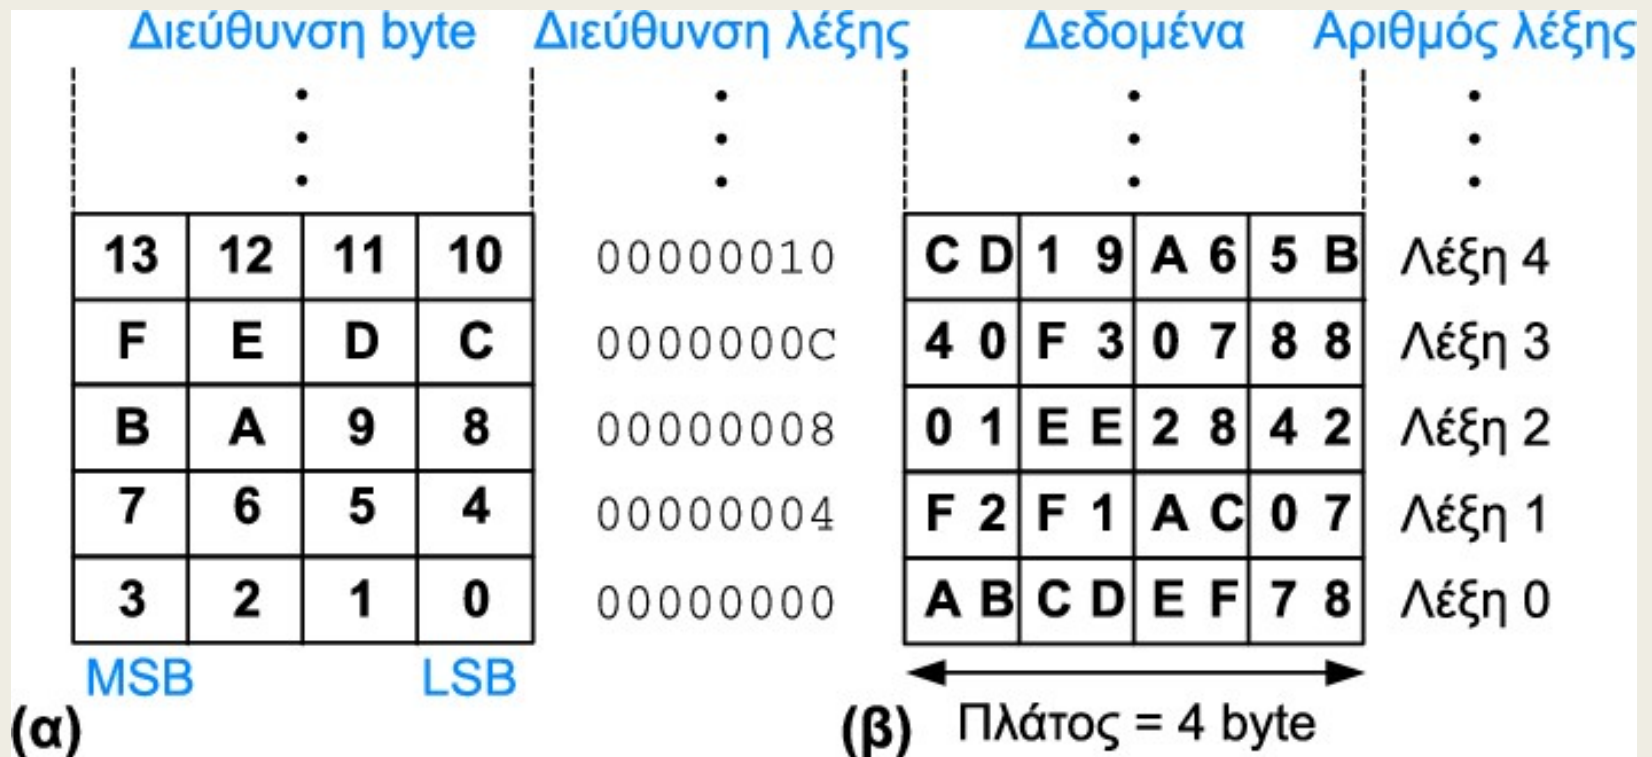 Διεύθυνση byte Διεύθυνση λέξης Δεδομένα Αριθμός λέξης
13 12 11 10 00000010 C D 1 9 A 6 5 B Λέξη 4
F E D C 0000000C 4 0 F 3 0 7 8 8 Λέξη 3
B A 9 8 00000008 0 1 E E 2 8 4 2 Λέξη 2
7 6 5 4 00000004 F 2 F 1 A C 0 7 Λέξη 1
3 2 1 0 00000000 A B C D E F 7 8 Λέξη 0
MSB LSB
(α) (β) Πλάτος = 4 byte